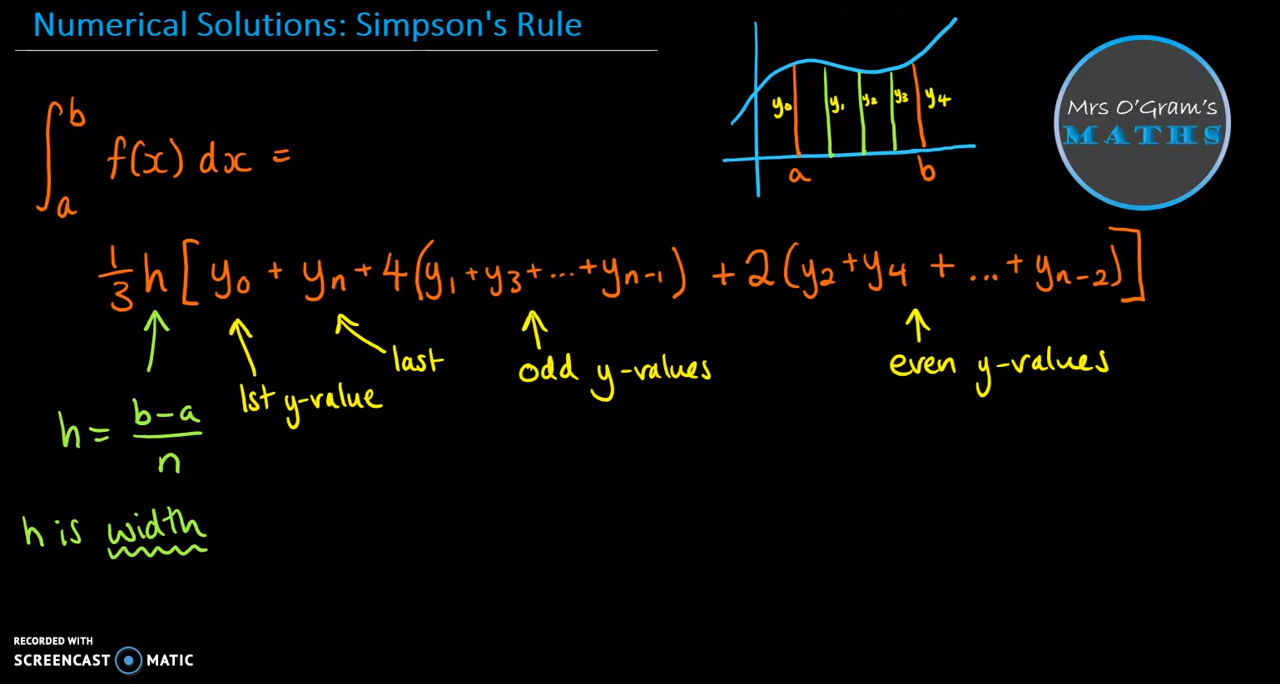 Numerical Solutions: Simpson's Rule
∫ₐᵇ f(x) dx =
1/3 h [y₀ + yₙ + 4(y₁ + y₃ + ... + yₙ₋₁) + 2(y₂ + y₄ + ... + yₙ₋₂)]
last
1st y-value
odd y-values
even y-values
h = (b-a)/n
h is width
y₀ y₁ y₂ y₃ y₄
a b
Mrs O'Gram's
MATHS
RECORDED WITH
SCREENCAST MATIC